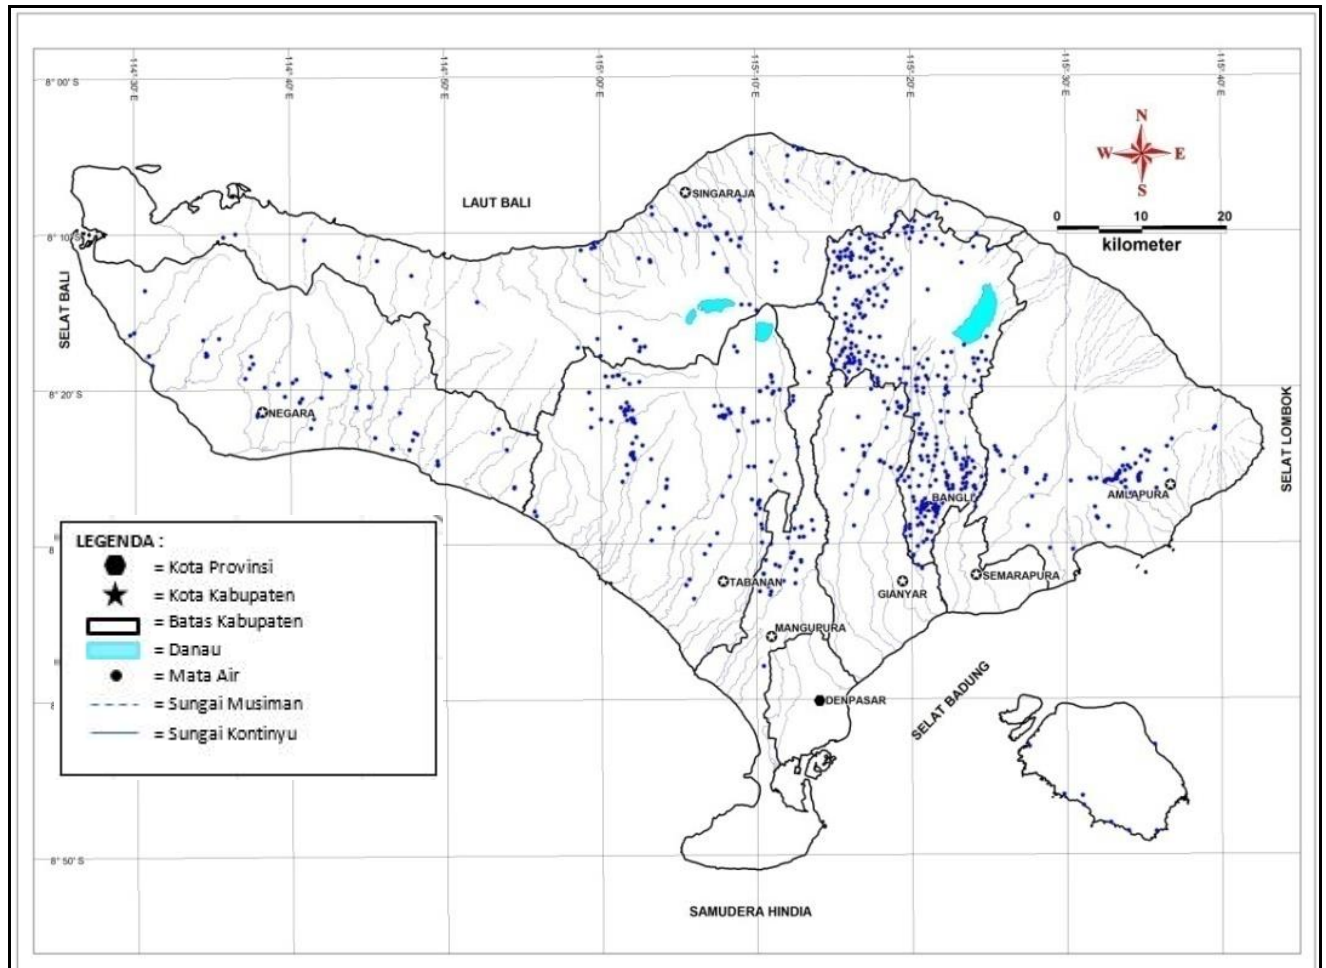 114° 30' E
114° 40' E
114° 50' E
115° 00' E
115° 10' E
115° 20' E
115° 30' E
115° 40' E
8° 00' S
N
W E
S
SINGARAJA
LAUT BALI
0 10 20
kilometer
8° 10' S
SELAT BALI
8° 20' S
NEGARA
SELAT LOMBOK
BANGLI
AMLAPURA
LEGENDA :
= Kota Provinsi
= Kota Kabupaten
= Batas Kabupaten
= Danau
= Mata Air
= Sungai Musiman
= Sungai Kontinyu
TABANAN
SEMARAPURA
GIANYAR
MANGUPURA
DENPASAR
SELAT BADUNG
8° 50' S
SAMUDERA HINDIA